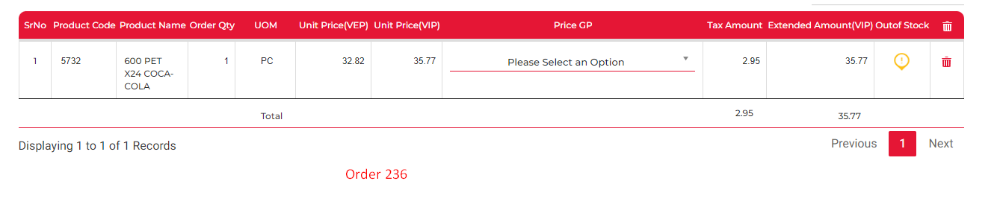 SrNo Product Code Product Name Order Qty UOM Unit Price(VEP) Unit Price(VIP) Price GP Tax Amount Extended Amount(VIP) Outof Stock
1 5732 600 PET X24 COCA-COLA 1 PC 32.82 35.77 Please Select an Option 2.95 35.77
Total 2.95 35.77
Displaying 1 to 1 of 1 Records Previous 1 Next
Order 236